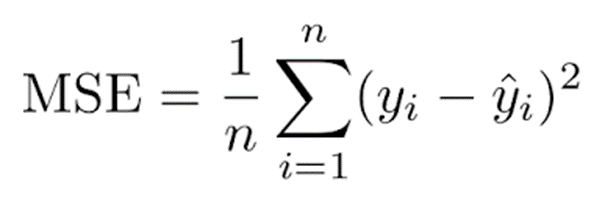 MSE = \frac{1}{n} \sum_{i=1}^{n} (y_i - \hat{y}_i)^2